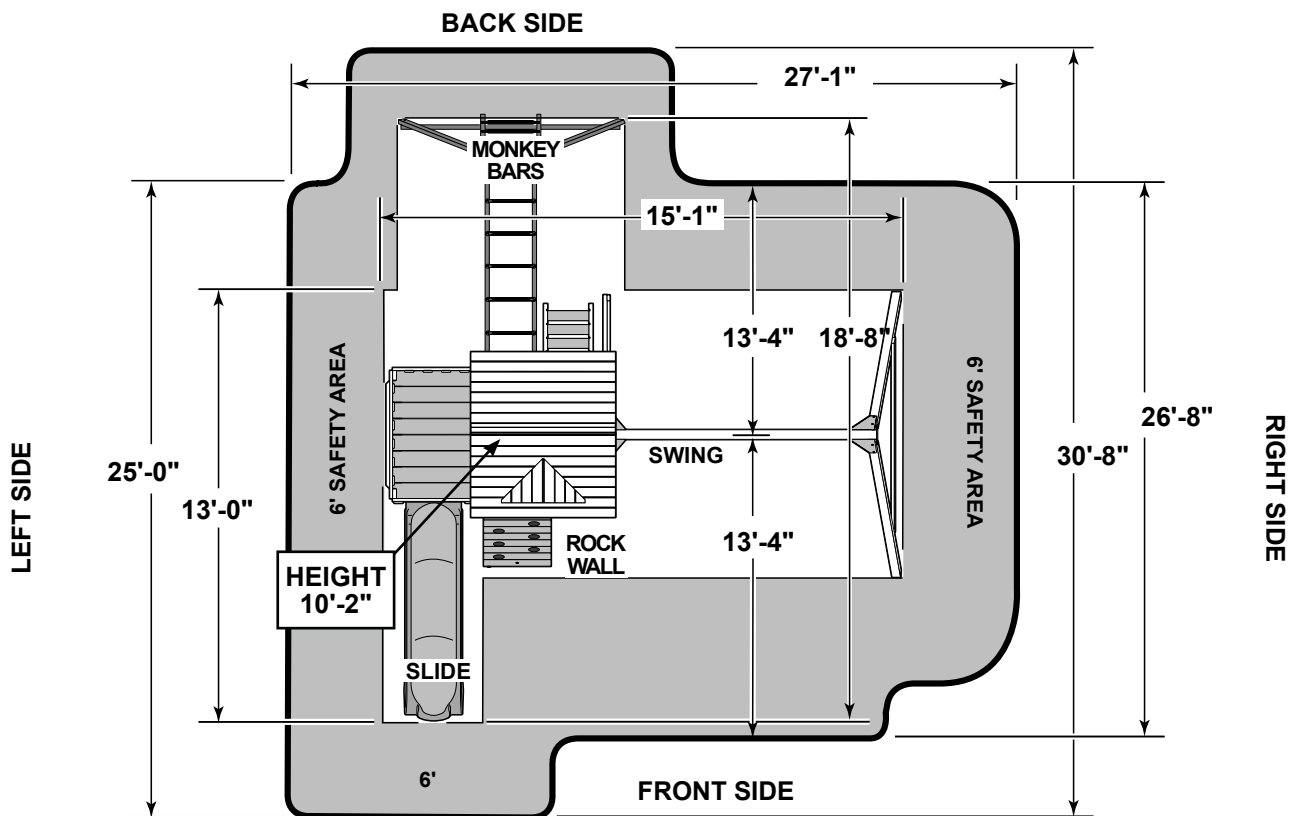 BACK SIDE
27'-1"
MONKEY
BARS
15'-1"
13'-4"
18'-8"
6' SAFETY AREA
6' SAFETY AREA
26'-8"
30'-8"
RIGHT SIDE
LEFT SIDE
25'-0"
13'-0"
SWING
13'-4"
ROCK
WALL
HEIGHT
10'-2"
SLIDE
6'
FRONT SIDE